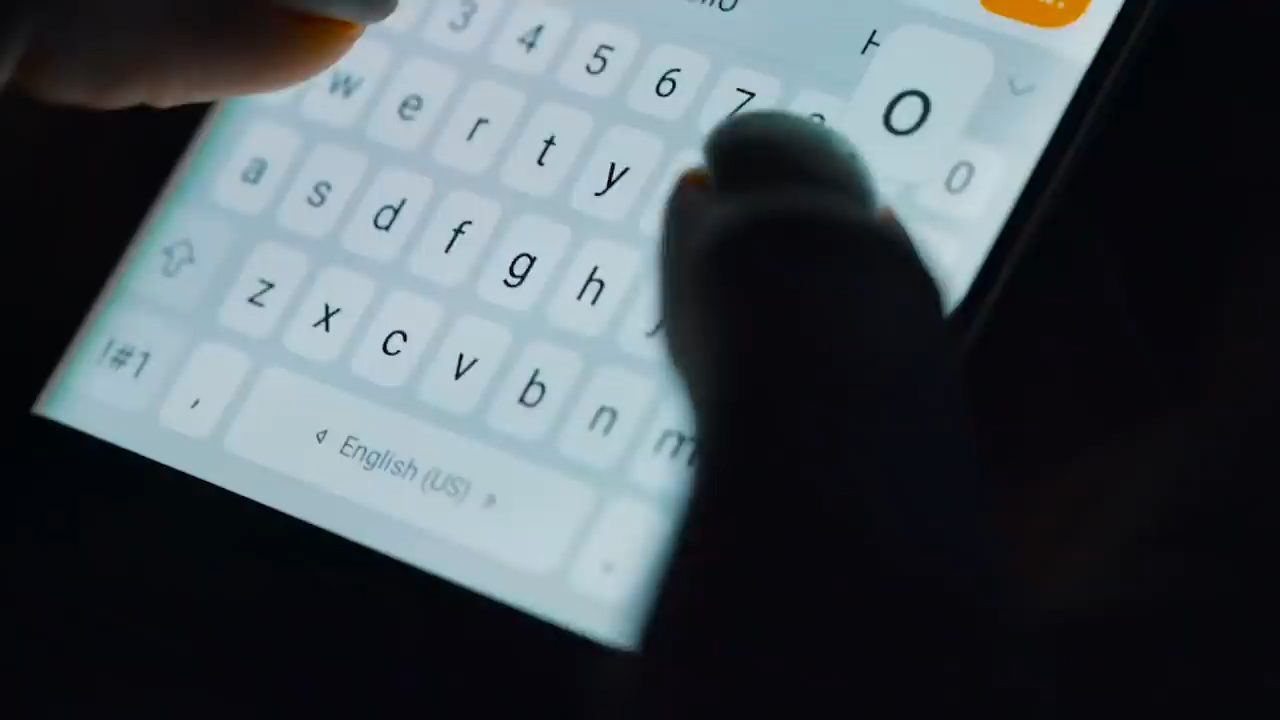 3 4 5 6 7 0
w e r t y o
a s d f g h
z x c v b n m
!#1 , English (US) .